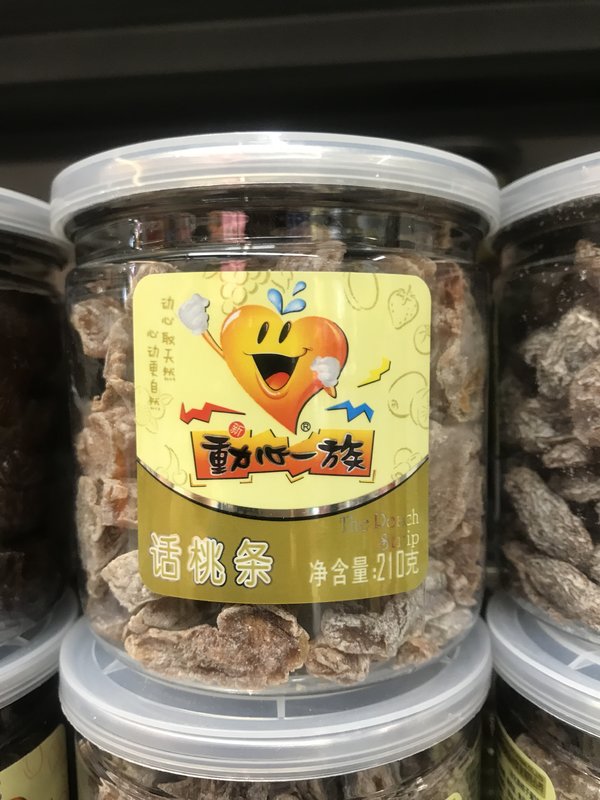 动心取天然
心动更自然
新
動心一族®
话桃条
The Peach
Strip
净含量:210克